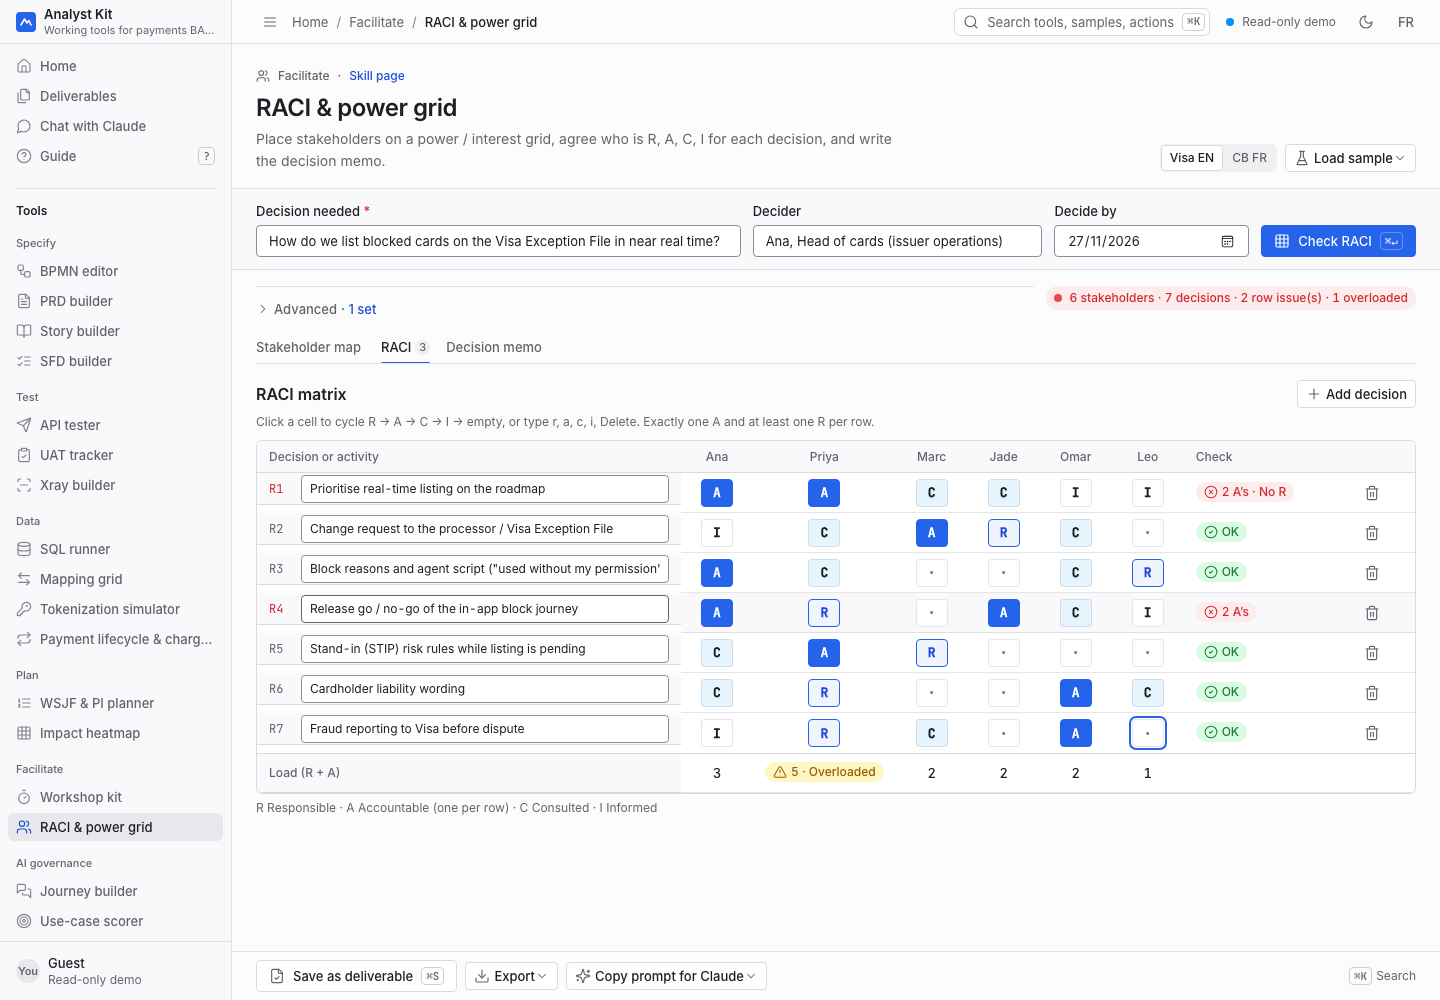 Analyst Kit
Working tools for payments BA...
Home
Deliverables
Chat with Claude
Guide ?
Tools
Specify
BPMN editor
PRD builder
Story builder
SFD builder
Test
API tester
UAT tracker
Xray builder
Data
SQL runner
Mapping grid
Tokenization simulator
Payment lifecycle & charg...
Plan
WSJF & PI planner
Impact heatmap
Facilitate
Workshop kit
RACI & power grid
AI governance
Journey builder
Use-case scorer
You
Guest
Read-only demo
Home / Facilitate / RACI & power grid
Search tools, samples, actions ⌘K
Read-only demo
FR
Facilitate · Skill page
RACI & power grid
Place stakeholders on a power / interest grid, agree who is R, A, C, I for each decision, and write
the decision memo.
Visa EN CB FR
Load sample
Decision needed * Decider Decide by
How do we list blocked cards on the Visa Exception File in near real time? Ana, Head of cards (issuer operations) 27/11/2026 Check RACI ⌘↵
Advanced · 1 set
6 stakeholders · 7 decisions · 2 row issue(s) · 1 overloaded
Stakeholder map RACI 3 Decision memo
RACI matrix
Add decision
Click a cell to cycle R → A → C → I → empty, or type r, a, c, i, Delete. Exactly one A and at least one R per row.
Decision or activity Ana Priya Marc Jade Omar Leo Check
R1 Prioritise real-time listing on the roadmap A A C C I I 2 A's · No R
R2 Change request to the processor / Visa Exception File I C A R C · OK
R3 Block reasons and agent script ("used without my permission' A C · · C R OK
R4 Release go / no-go of the in-app block journey A R · A C I 2 A's
R5 Stand-in (STIP) risk rules while listing is pending C A R · · · OK
R6 Cardholder liability wording C R · · A C OK
R7 Fraud reporting to Visa before dispute I R C · A · OK
Load (R + A) 3 5 · Overloaded 2 2 2 1
R Responsible · A Accountable (one per row) · C Consulted · I Informed
Save as deliverable ⌘S
Export
Copy prompt for Claude
⌘K Search